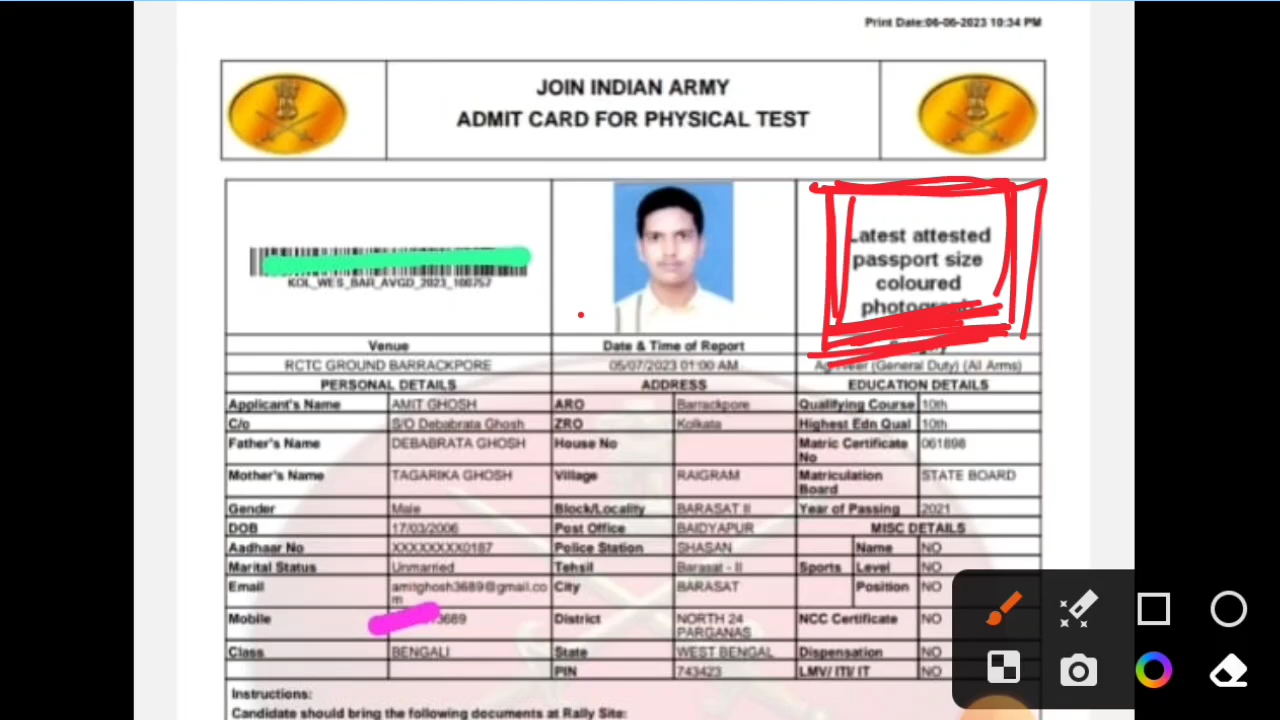 Print Date:06-06-2023 10:34 PM
JOIN INDIAN ARMY
ADMIT CARD FOR PHYSICAL TEST
Latest attested
passport size
coloured
KOL_WES_BAR_AVGD_2023_100757
Venue Date & Time of Report
RCTC GROUND BARRACKPORE 05/07/2023 01:00 AM (General Duty) (All Arms)
PERSONAL DETAILS ADDRESS EDUCATION DETAILS
Applicant's Name AMIT GHOSH ARO Barrackpore Qualifying Course 10th
C/o S/O Debabrata Ghosh ZRO Kolkata Highest Edn Qual 10th
Father's Name DEBABRATA GHOSH House No Matric Certificate No 061898
Mother's Name TAGARIKA GHOSH Village RAIGRAM Matriculation Board STATE BOARD
Gender Male Block/Locality BARASAT II Year of Passing 2021
DOB 17/03/2006 Post Office BAIDYAPUR MISC DETAILS
Aadhaar No XXXXXXXX0187 Police Station SHASAN Name NO
Marital Status Unmarried Tehsil Barasat - II Sports Level NO
Email amitghosh3689@gmail.com City BARASAT Position NO
Mobile 3689 District NORTH 24 PARGANAS NCC Certificate NO
Class BENGALI State WEST BENGAL Dispensation NO
PIN 743423 LMV/ ITI/ IT NO
Instructions:
Candidate should bring the following documents at Rally Site: